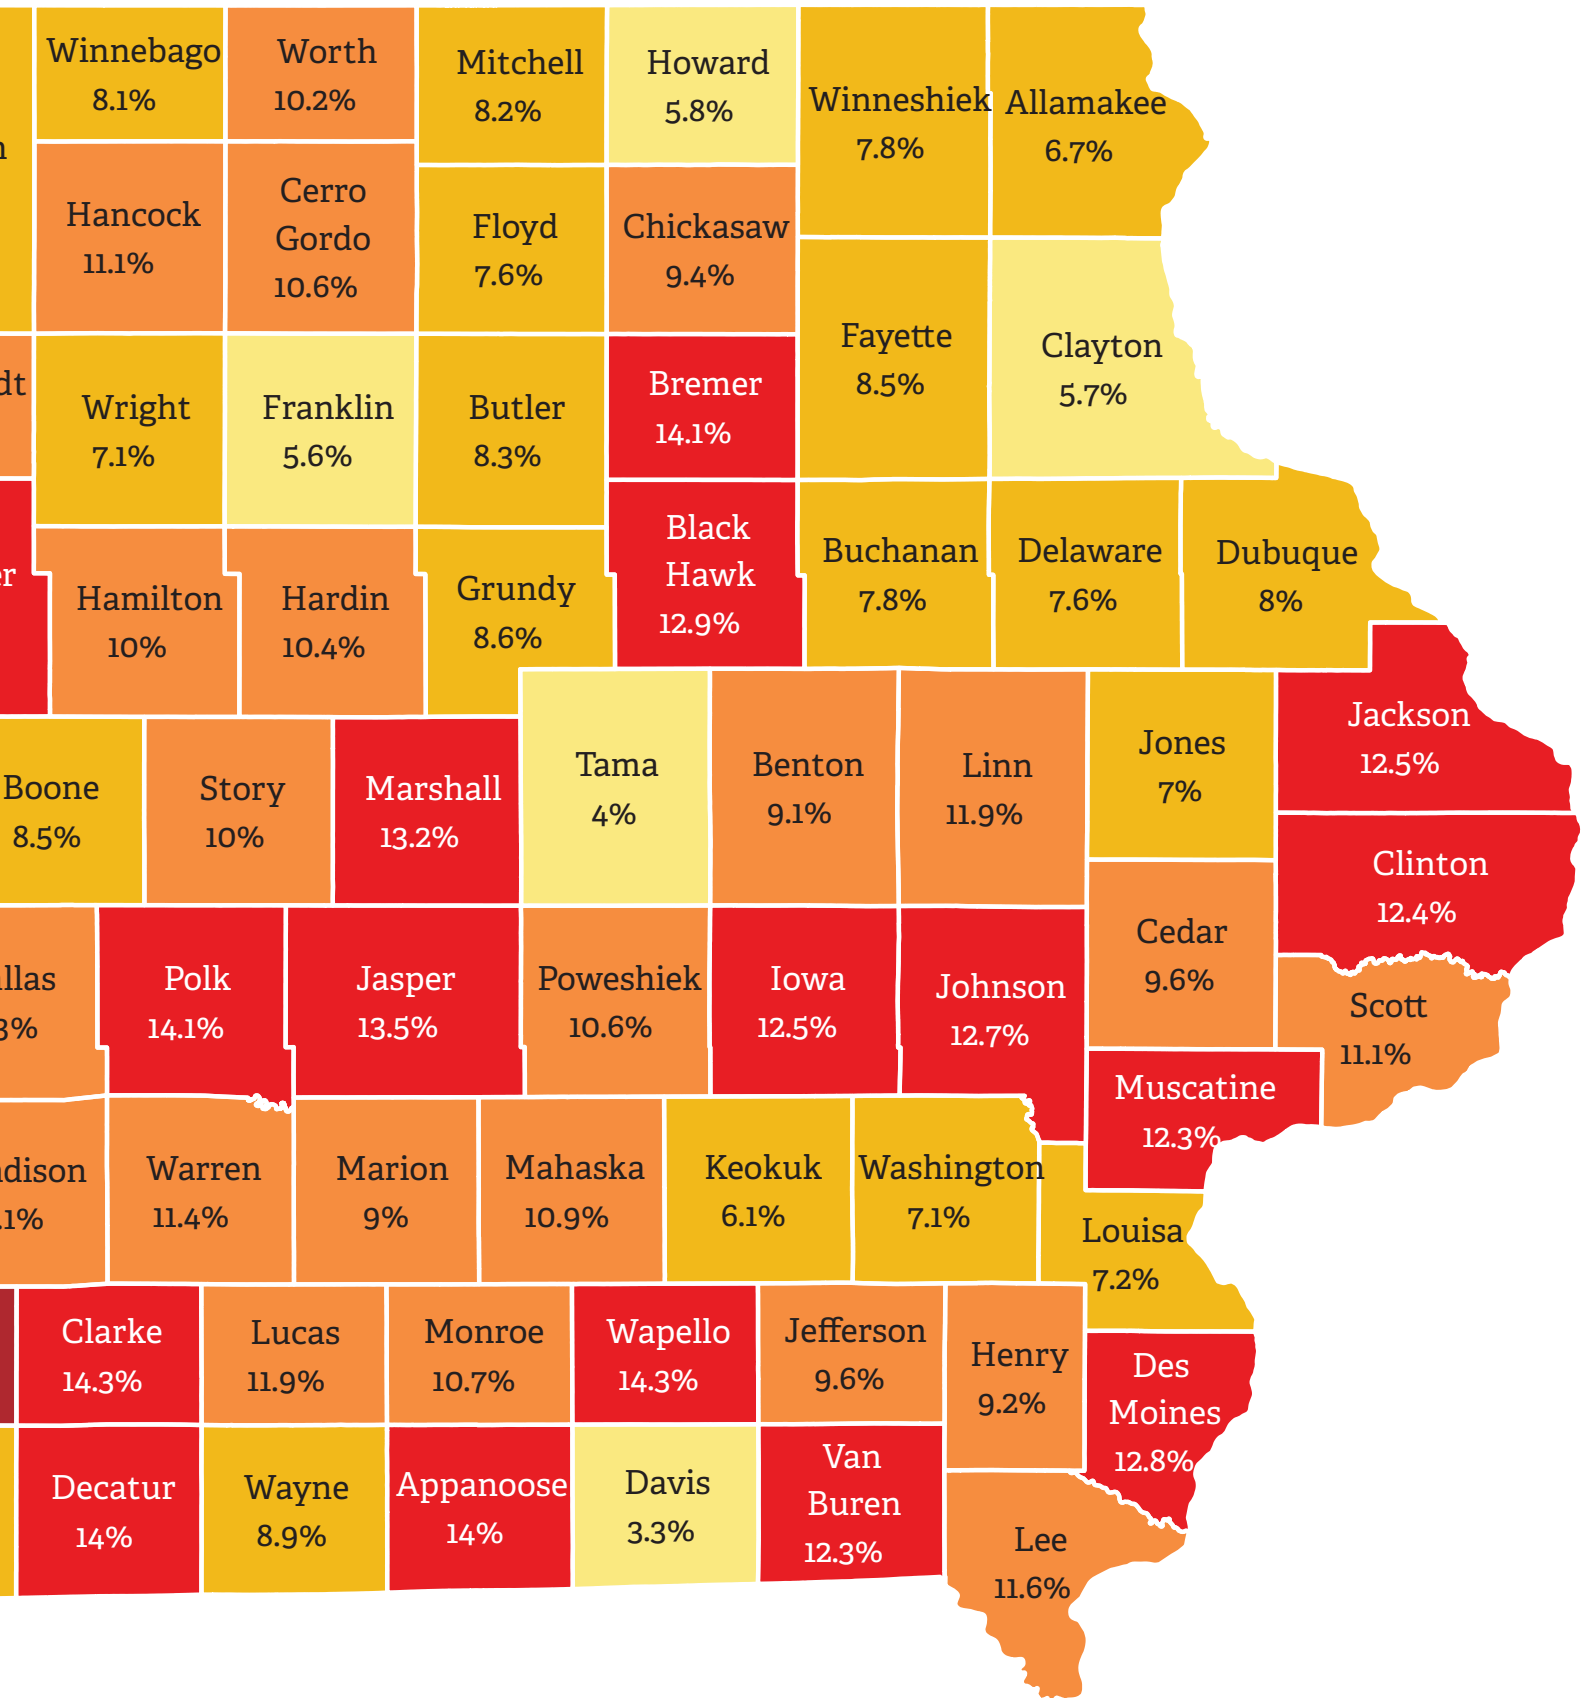 Winnebago
8.1%
Worth
10.2%
Mitchell
8.2%
Howard
5.8%
Winneshiek
7.8%
Allamakee
6.7%
Hancock
11.1%
Cerro
Gordo
10.6%
Floyd
7.6%
Chickasaw
9.4%
Fayette
8.5%
Clayton
5.7%
dt
Wright
7.1%
Franklin
5.6%
Butler
8.3%
Bremer
14.1%
er
Hamilton
10%
Hardin
10.4%
Grundy
8.6%
Black
Hawk
12.9%
Buchanan
7.8%
Delaware
7.6%
Dubuque
8%
Boone
8.5%
Story
10%
Marshall
13.2%
Tama
4%
Benton
9.1%
Linn
11.9%
Jones
7%
Jackson
12.5%
Clinton
12.4%
llas
3%
Polk
14.1%
Jasper
13.5%
Poweshiek
10.6%
Iowa
12.5%
Johnson
12.7%
Cedar
9.6%
Scott
11.1%
Muscatine
12.3%
dison
.1%
Warren
11.4%
Marion
9%
Mahaska
10.9%
Keokuk
6.1%
Washington
7.1%
Louisa
7.2%
Clarke
14.3%
Lucas
11.9%
Monroe
10.7%
Wapello
14.3%
Jefferson
9.6%
Henry
9.2%
Des
Moines
12.8%
Decatur
14%
Wayne
8.9%
Appanoose
14%
Davis
3.3%
Van
Buren
12.3%
Lee
11.6%